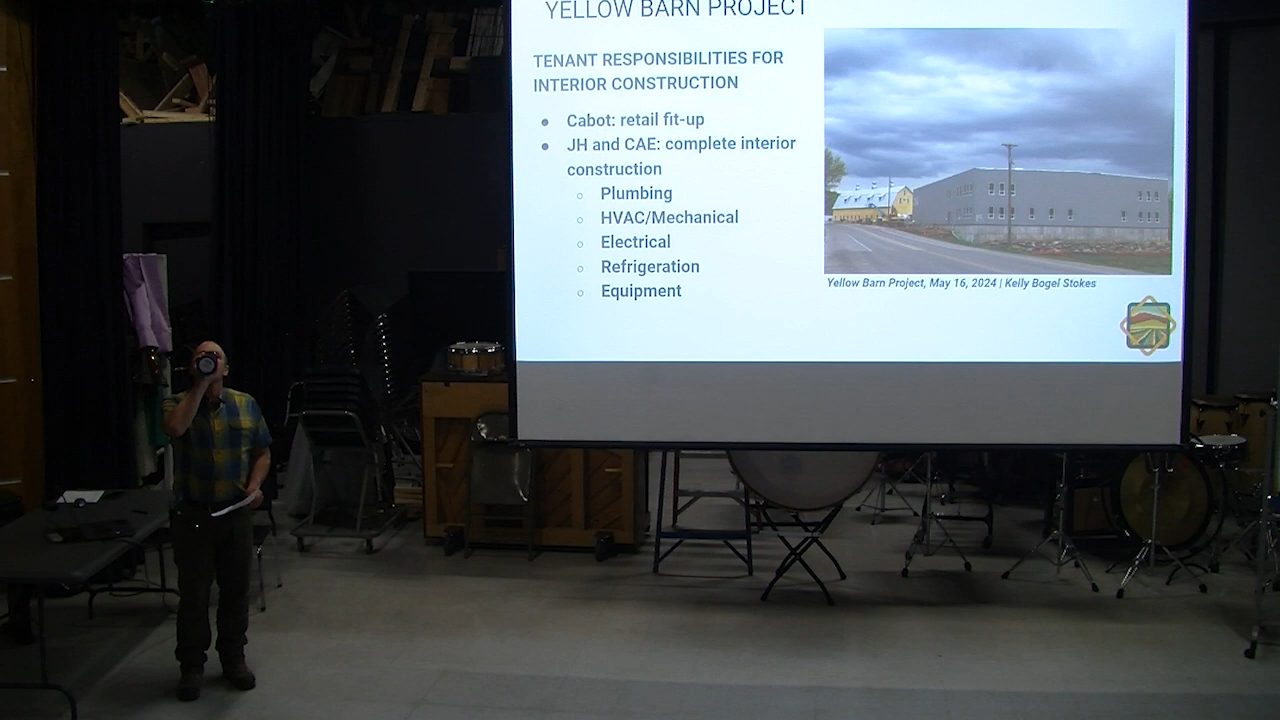 YELLOW BARN PROJECT
TENANT RESPONSIBILITIES FOR
INTERIOR CONSTRUCTION
● Cabot: retail fit-up
● JH and CAE: complete interior
construction
○ Plumbing
○ HVAC/Mechanical
○ Electrical
○ Refrigeration
○ Equipment
Yellow Barn Project, May 16, 2024 | Kelly Bogel Stokes